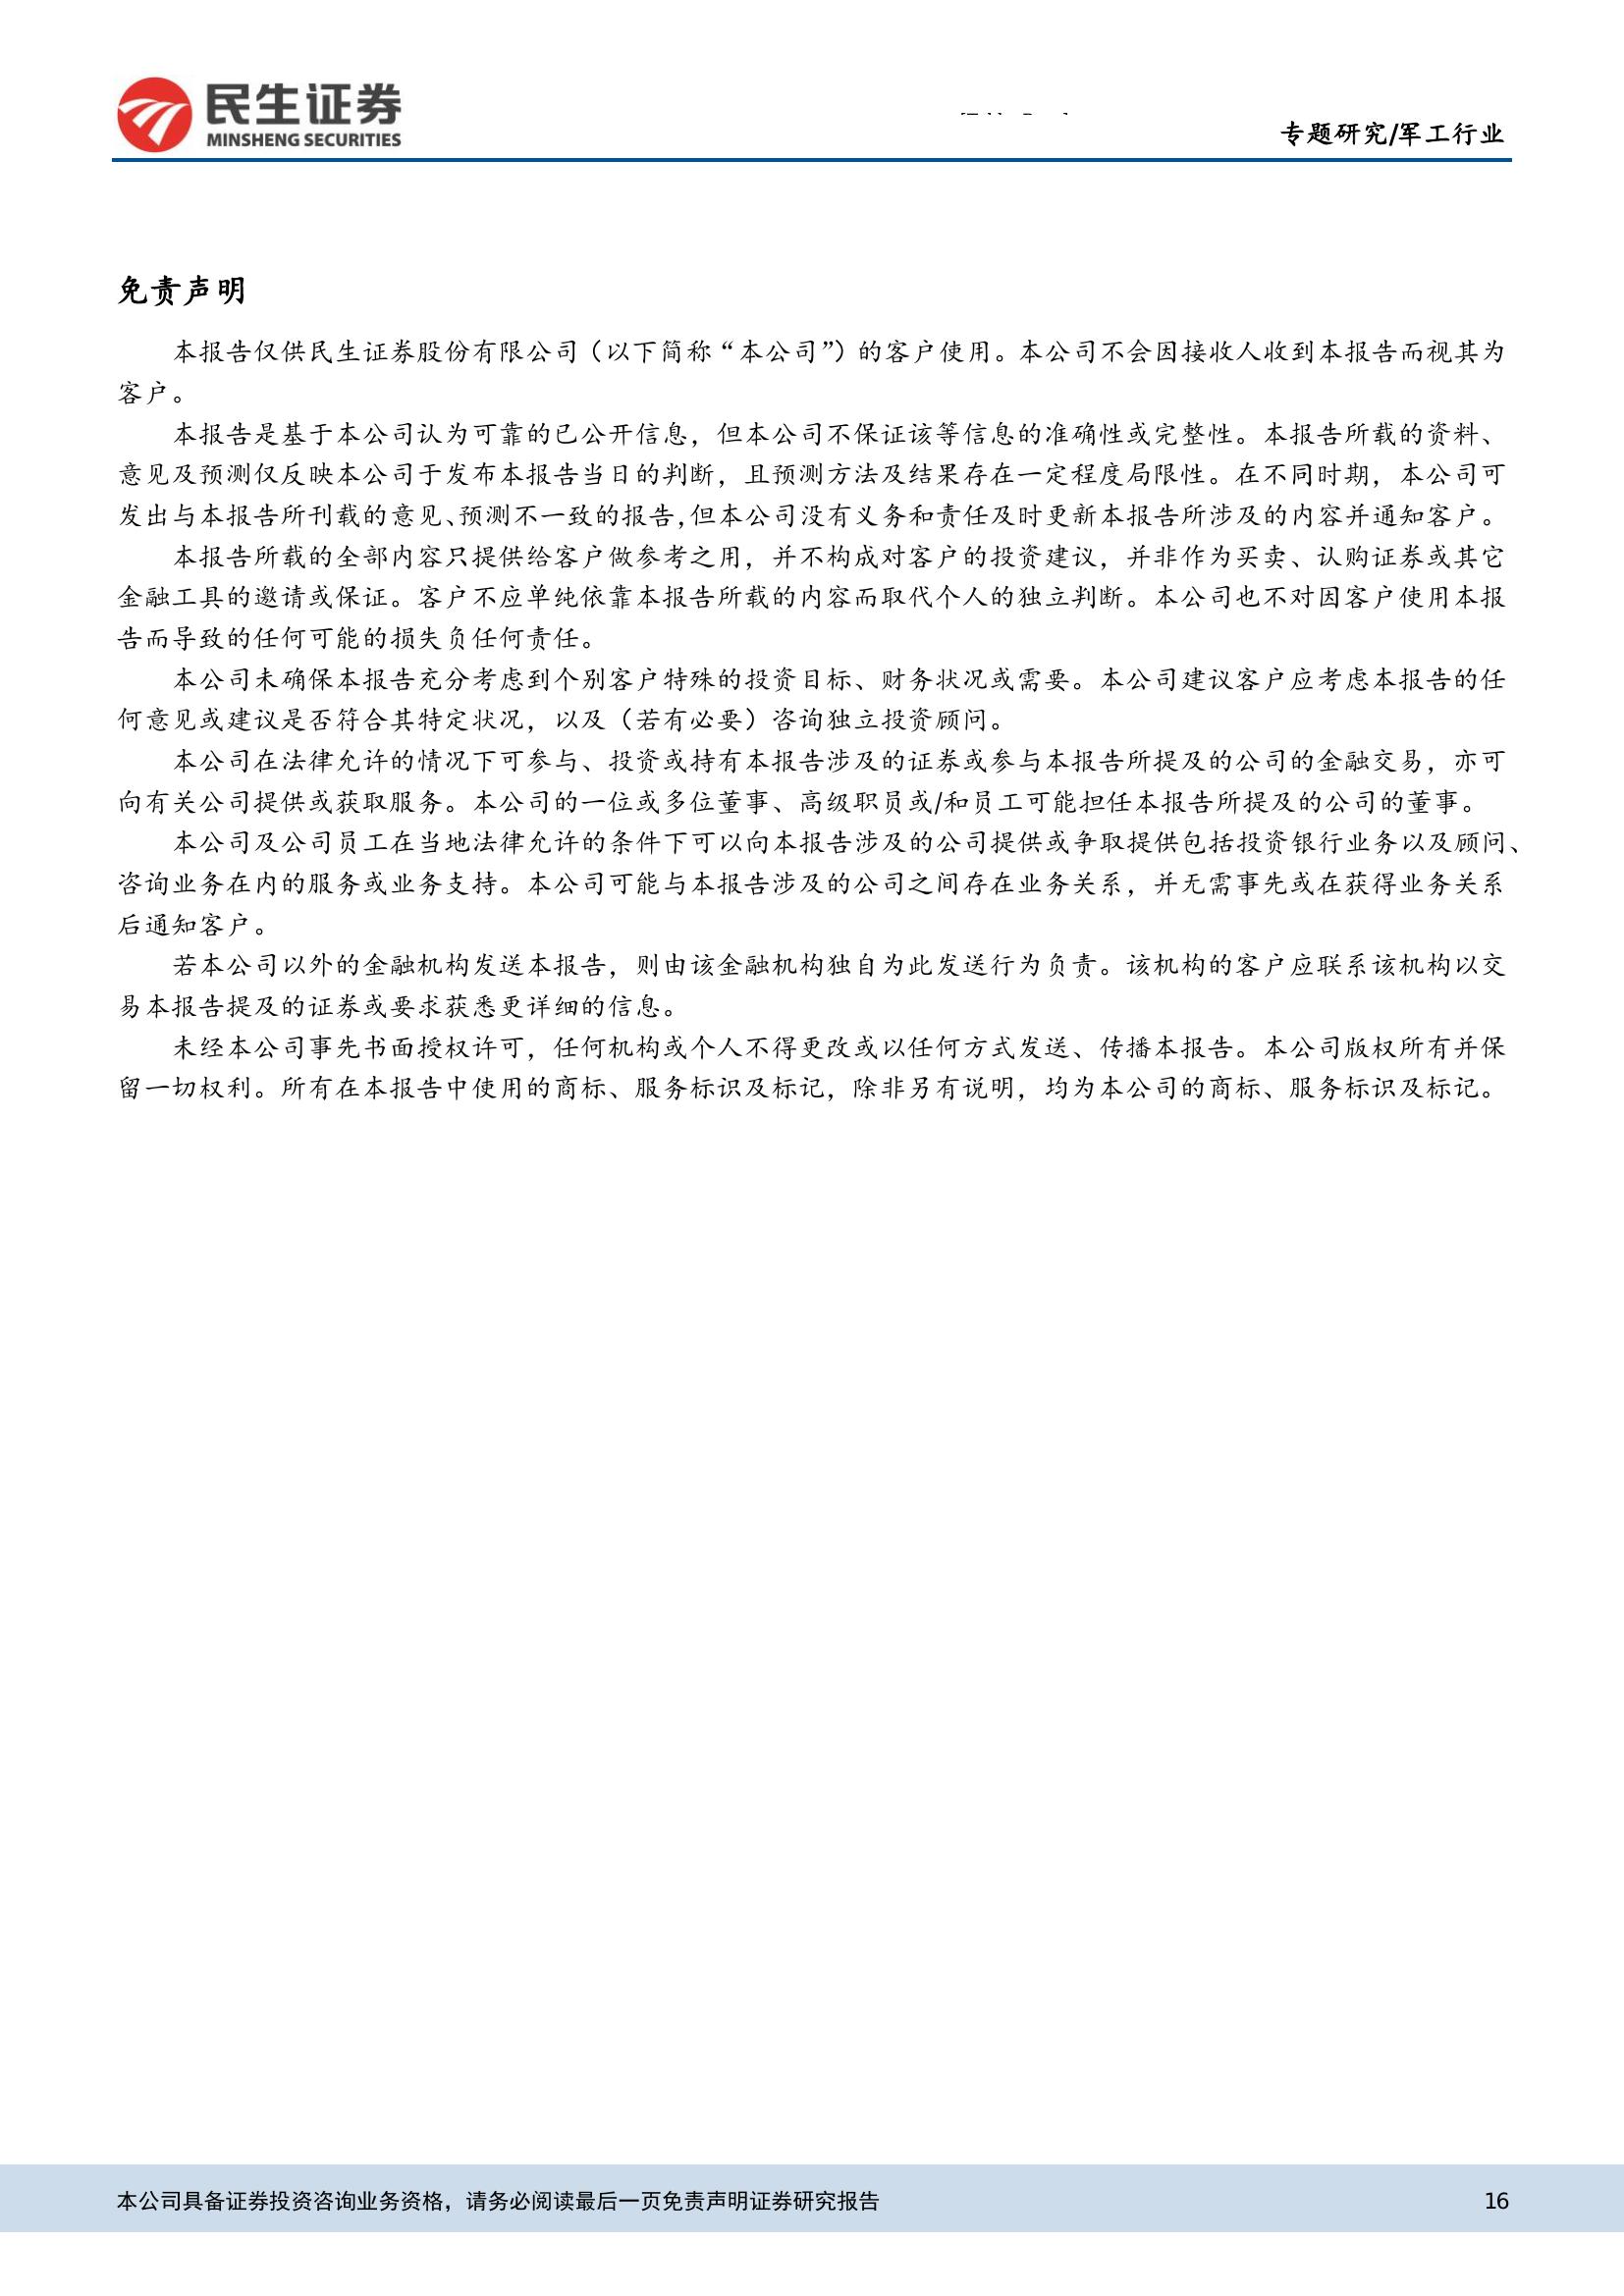 民生证券
MINSHENG SECURITIES
专题研究/军工行业
免责声明
本报告仅供民生证券股份有限公司（以下简称“本公司”）的客户使用。本公司不会因接收人收到本报告而视其为
客户。
本报告是基于本公司认为可靠的已公开信息，但本公司不保证该等信息的准确性或完整性。本报告所载的资料、
意见及预测仅反映本公司于发布本报告当日的判断，且预测方法及结果存在一定程度局限性。在不同时期，本公司可
发出与本报告所刊载的意见、预测不一致的报告，但本公司没有义务和责任及时更新本报告所涉及的内容并通知客户。
本报告所载的全部内容只提供给客户做参考之用，并不构成对客户的投资建议，并非作为买卖、认购证券或其它
金融工具的邀请或保证。客户不应单纯依靠本报告所载的内容而取代个人的独立判断。本公司也不对因客户使用本报
告而导致的任何可能的损失负任何责任。
本公司未确保本报告充分考虑到个别客户特殊的投资目标、财务状况或需要。本公司建议客户应考虑本报告的任
何意见或建议是否符合其特定状况，以及（若有必要）咨询独立投资顾问。
本公司在法律允许的情况下可参与、投资或持有本报告涉及的证券或参与本报告所提及的公司的金融交易，亦可
向有关公司提供或获取服务。本公司的一位或多位董事、高级职员或/和员工可能担任本报告所提及的公司的董事。
本公司及公司员工在当地法律允许的条件下可以向本报告涉及的公司提供或争取提供包括投资银行业务以及顾问、
咨询业务在内的服务或业务支持。本公司可能与本报告涉及的公司之间存在业务关系，并无需事先或在获得业务关系
后通知客户。
若本公司以外的金融机构发送本报告，则由该金融机构独自为此发送行为负责。该机构的客户应联系该机构以交
易本报告提及的证券或要求获悉更详细的信息。
未经本公司事先书面授权许可，任何机构或个人不得更改或以任何方式发送、传播本报告。本公司版权所有并保
留一切权利。所有在本报告中使用的商标、服务标识及标记，除非另有说明，均为本公司的商标、服务标识及标记。
本公司具备证券投资咨询业务资格，请务必阅读最后一页免责声明证券研究报告
16